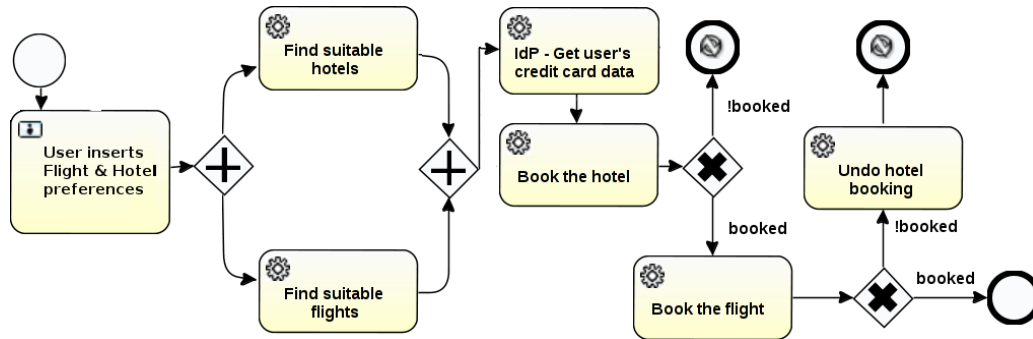 User inserts
Flight & Hotel
preferences
Find suitable
hotels
Find suitable
flights
IdP - Get user's
credit card data
Book the hotel
!booked
booked
Book the flight
Undo hotel
booking
!booked
booked